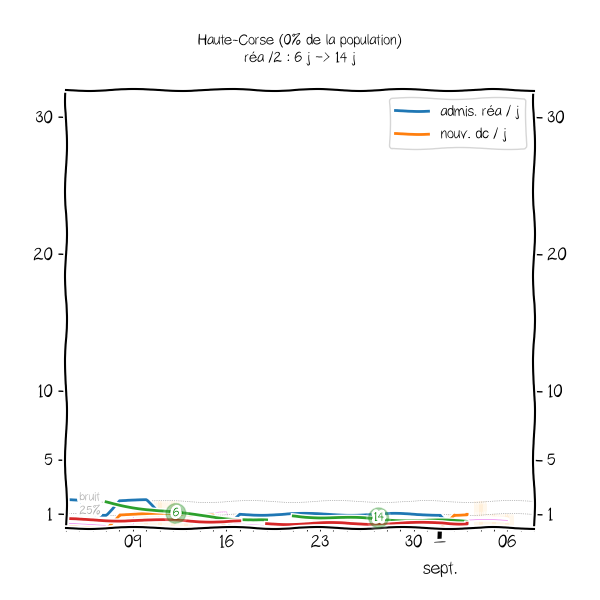 Haute-Corse (0% de la population)
réa /2 : 6 j -> 14 j
admis. réa / j
nouv. dc / j
30 30
20 20
10 10
5 5
bruit
25%
6
14
1 1
09 16 23 30 06
sept.